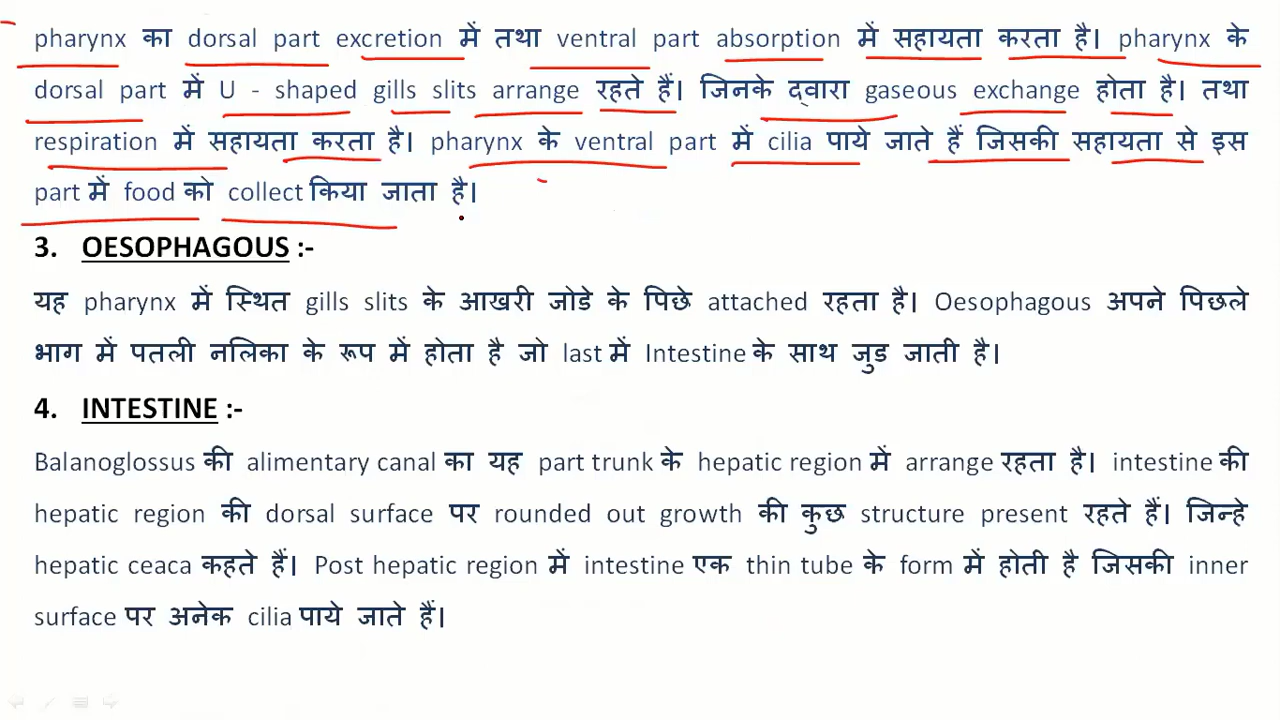 pharynx का dorsal part excretion में तथा ventral part absorption में सहायता करता है। pharynx के
dorsal part में U - shaped gills slits arrange रहते हैं। जिनके द्वारा gaseous exchange होता है। तथा
respiration में सहायता करता है। pharynx के ventral part में cilia पाये जाते हैं जिसकी सहायता से इस
part में food को collect किया जाता है।
3. OESOPHAGOUS :-
यह pharynx में स्थित gills slits के आखरी जोडे के पिछे attached रहता है। Oesophagous अपने पिछले
भाग में पतली नलिका के रूप में होता है जो last में Intestine के साथ जुड जाती है।
4. INTESTINE :-
Balanoglossus की alimentary canal का यह part trunk के hepatic region में arrange रहता है। intestine की
hepatic region की dorsal surface पर rounded out growth की कुछ structure present रहते हैं। जिन्हे
hepatic ceaca कहते हैं। Post hepatic region में intestine एक thin tube के form में होती है जिसकी inner
surface पर अनेक cilia पाये जाते हैं।